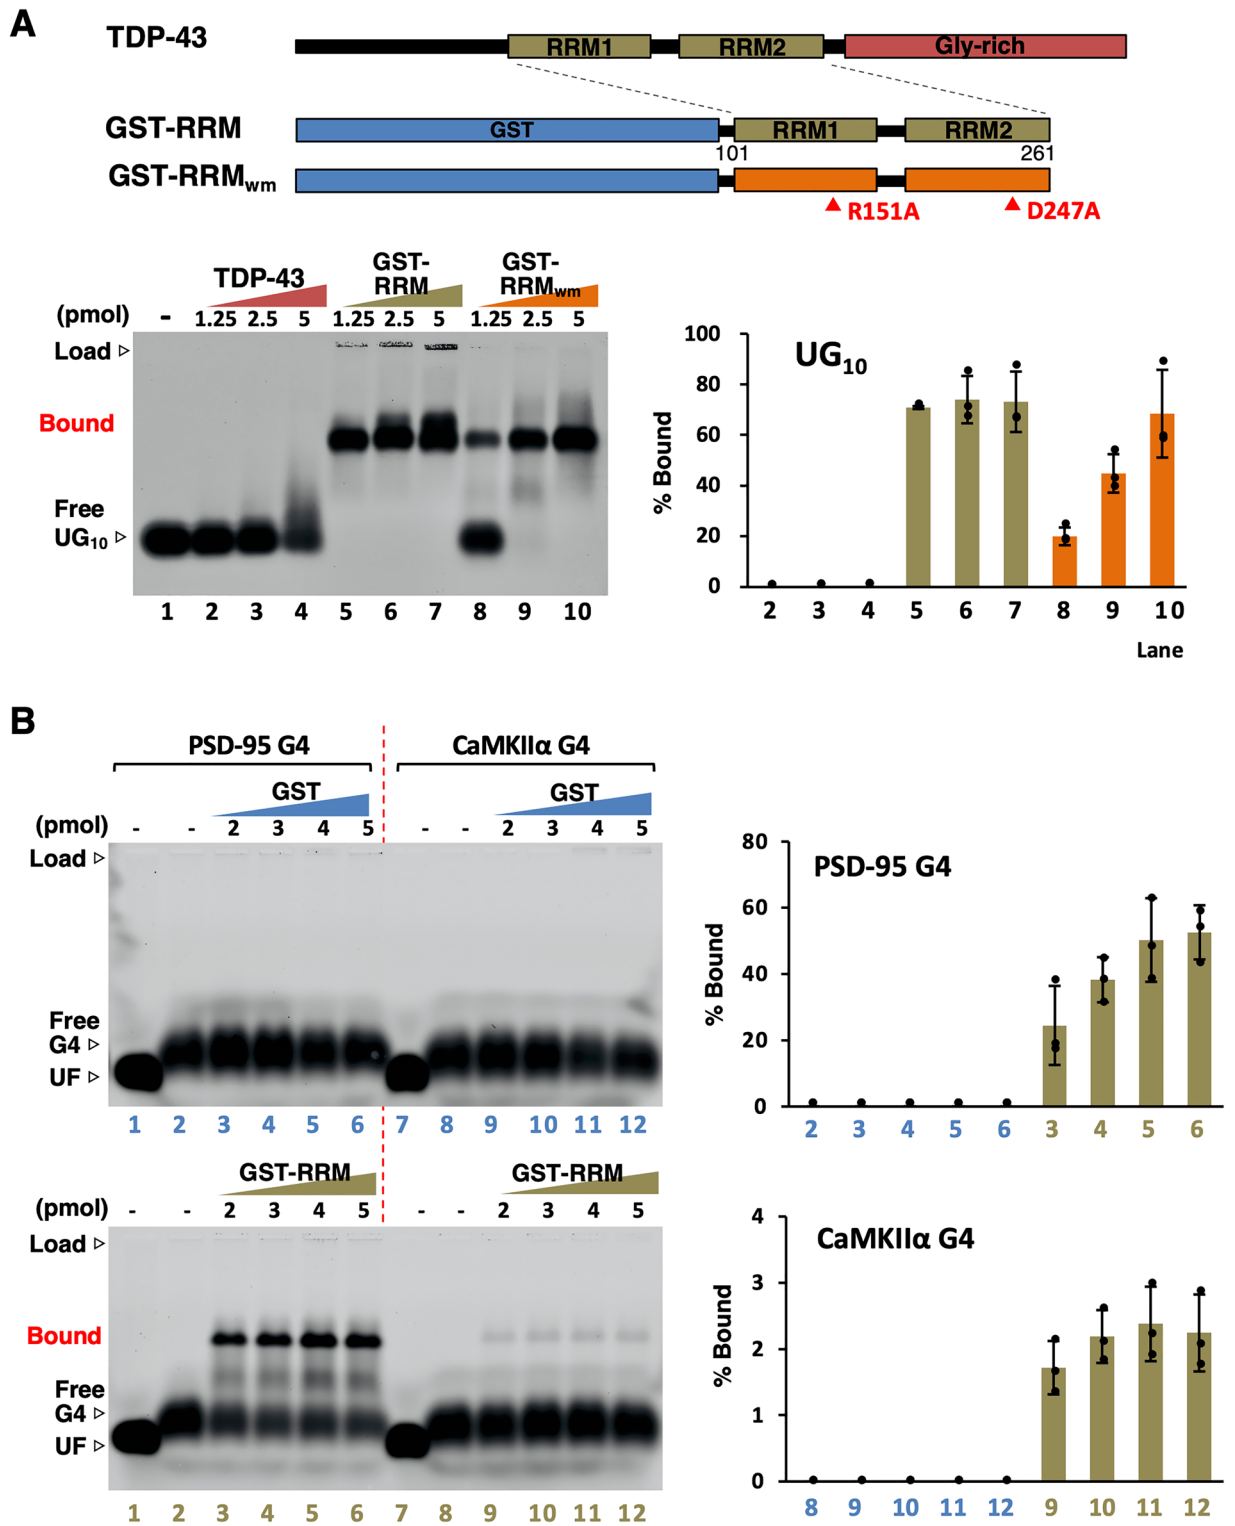 A
TDP-43
RRM1 RRM2 Gly-rich
GST-RRM GST RRM1 RRM2
101 261
GST-RRMwm
R151A D247A
TDP-43 GST-RRM GST-RRMwm
(pmol) - 1.25 2.5 5 1.25 2.5 5 1.25 2.5 5
Load ▷
Bound
Free
UG10 ▷
1 2 3 4 5 6 7 8 9 10
UG10
% Bound
100
80
60
40
20
0
2 3 4 5 6 7 8 9 10
Lane
B
PSD-95 G4 CaMKIIα G4
GST GST
(pmol) - - 2 3 4 5 - - 2 3 4 5
Load ▷
Free
G4 ▷
UF ▷
1 2 3 4 5 6 7 8 9 10 11 12
PSD-95 G4
% Bound
80
60
40
20
0
2 3 4 5 6 3 4 5 6
GST-RRM GST-RRM
(pmol) - - 2 3 4 5 - - 2 3 4 5
Load ▷
Bound
Free
G4 ▷
UF ▷
1 2 3 4 5 6 7 8 9 10 11 12
CaMKIIα G4
% Bound
4
3
2
1
0
8 9 10 11 12 9 10 11 12